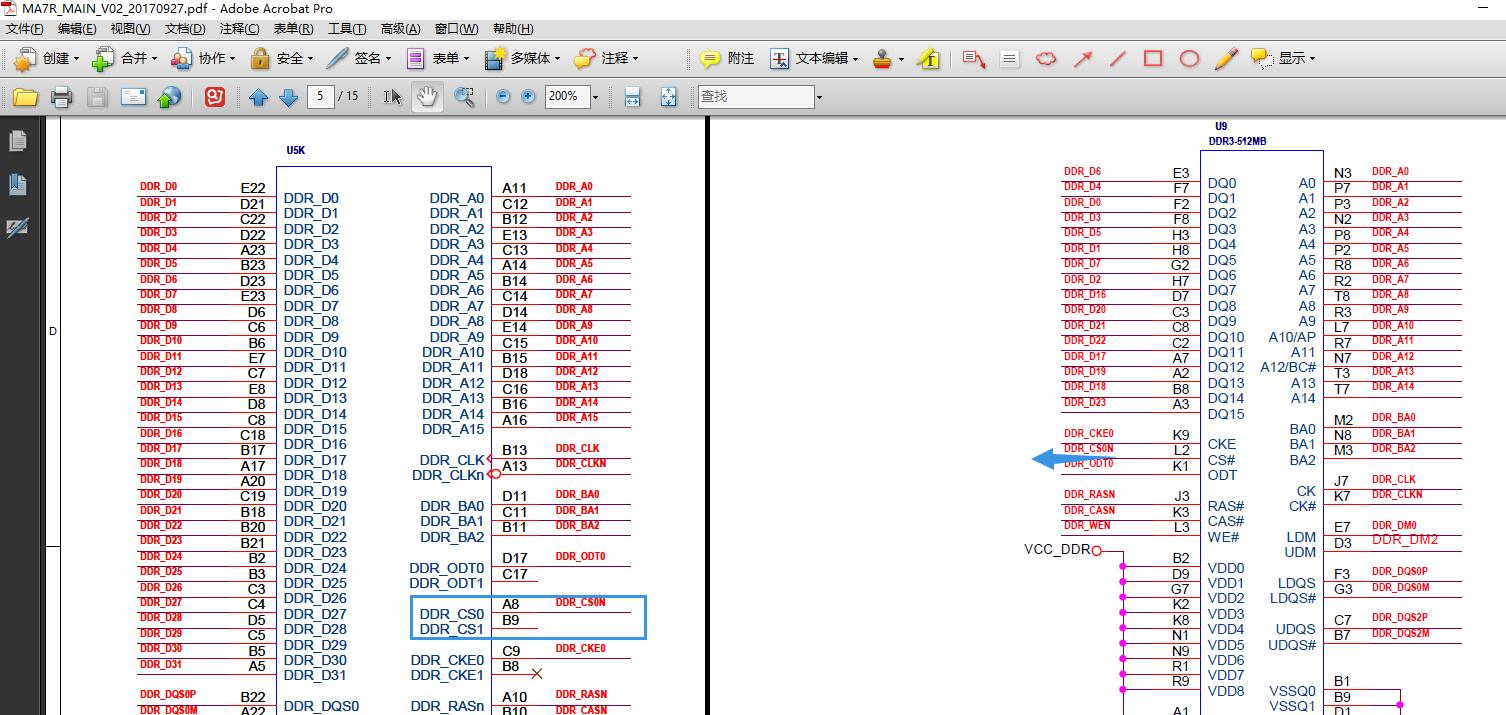 MA7R_MAIN_V02_20170927.pdf - Adobe Acrobat Pro
文件(F) 编辑(E) 视图(V) 文档(D) 注释(C) 表单(R) 工具(T) 高级(A) 窗口(W) 帮助(H)
创建 合并 协作 安全 签名 表单 多媒体 注释 附注 文本编辑 显示
5 / 15 200% 查找
U5K
DDR_D0 E22 DDR_D0 DDR_A0 A11 DDR_A0
DDR_D1 D21 DDR_D1 DDR_A1 C12 DDR_A1
DDR_D2 C22 DDR_D2 DDR_A2 B12 DDR_A2
DDR_D3 D22 DDR_D3 DDR_A3 E13 DDR_A3
DDR_D4 A23 DDR_D4 DDR_A4 C13 DDR_A4
DDR_D5 B23 DDR_D5 DDR_A5 A14 DDR_A5
DDR_D6 D23 DDR_D6 DDR_A6 B14 DDR_A6
DDR_D7 E23 DDR_D7 DDR_A7 C14 DDR_A7
DDR_D8 D6 DDR_D8 DDR_A8 D14 DDR_A8
DDR_D9 C6 DDR_D9 DDR_A9 E14 DDR_A9
DDR_D10 B6 DDR_D10 DDR_A10 C15 DDR_A10
DDR_D11 E7 DDR_D11 DDR_A11 B15 DDR_A11
DDR_D12 C7 DDR_D12 DDR_A12 D18 DDR_A12
DDR_D13 E8 DDR_D13 DDR_A13 C16 DDR_A13
DDR_D14 D8 DDR_D14 DDR_A14 B16 DDR_A14
DDR_D15 C8 DDR_D15 DDR_A15 A16 DDR_A15
DDR_D16 C18 DDR_D16
DDR_D17 B17 DDR_D17 DDR_CLK B13 DDR_CLK
DDR_D18 A17 DDR_D18 DDR_CLKn A13 DDR_CLKN
DDR_D19 A20 DDR_D19
DDR_D20 C19 DDR_D20 DDR_BA0 D11 DDR_BA0
DDR_D21 B18 DDR_D21 DDR_BA1 C11 DDR_BA1
DDR_D22 B20 DDR_D22 DDR_BA2 B11 DDR_BA2
DDR_D23 B21 DDR_D23
DDR_D24 B2 DDR_D24 DDR_ODT0 D17 DDR_ODT0
DDR_D25 B3 DDR_D25 DDR_ODT1 C17
DDR_D26 C3 DDR_D26
DDR_D27 C4 DDR_D27 DDR_CS0 A8 DDR_CS0N
DDR_D28 D5 DDR_D28 DDR_CS1 B9
DDR_D29 C5 DDR_D29
DDR_D30 B5 DDR_D30 DDR_CKE0 C9 DDR_CKE0
DDR_D31 A5 DDR_D31 DDR_CKE1 B8
DDR_DQS0P B22 DDR_DQS0 DDR_RASn A10 DDR_RASN
DDR_DQS0M A22 B10 DDR_CASN
D
U9
DDR3-512MB
DDR_D6 E3 DQ0 A0 N3 DDR_A0
DDR_D4 F7 DQ1 A1 P7 DDR_A1
DDR_D0 F2 DQ2 A2 P3 DDR_A2
DDR_D3 F8 DQ3 A3 N2 DDR_A3
DDR_D5 H3 DQ4 A4 P8 DDR_A4
DDR_D1 H8 DQ5 A5 P2 DDR_A5
DDR_D7 G2 DQ6 A6 R8 DDR_A6
DDR_D2 H7 DQ7 A7 R2 DDR_A7
DDR_D16 D7 DQ8 A8 T8 DDR_A8
DDR_D20 C3 DQ9 A9 R3 DDR_A9
DDR_D21 C8 DQ10 A10/AP L7 DDR_A10
DDR_D22 C2 DQ11 A11 R7 DDR_A11
DDR_D17 A7 DQ12 A12/BC# N7 DDR_A12
DDR_D19 A2 DQ13 A13 T3 DDR_A13
DDR_D18 B8 DQ14 A14 T7 DDR_A14
DDR_D23 A3 DQ15
BA0 M2 DDR_BA0
DDR_CKE0 K9 CKE BA1 N8 DDR_BA1
DDR_CS0N L2 CS# BA2 M3 DDR_BA2
DDR_ODT0 K1 ODT
CK J7 DDR_CLK
DDR_RASN J3 RAS# CK# K7 DDR_CLKN
DDR_CASN K3 CAS#
DDR_WEN L3 WE# LDM E7 DDR_DM0
UDM D3 DDR_DM2
VCC_DDR
B2 VDD0
D9 VDD1 LDQS F3 DDR_DQS0P
G7 VDD2 LDQS# G3 DDR_DQS0M
K2 VDD3
K8 VDD4 UDQS C7 DDR_DQS2P
N1 VDD5 UDQS# B7 DDR_DQS2M
N9 VDD6
R1 VDD7
R9 VDD8 VSSQ0 B1
VSSQ1 B9
A1 D1